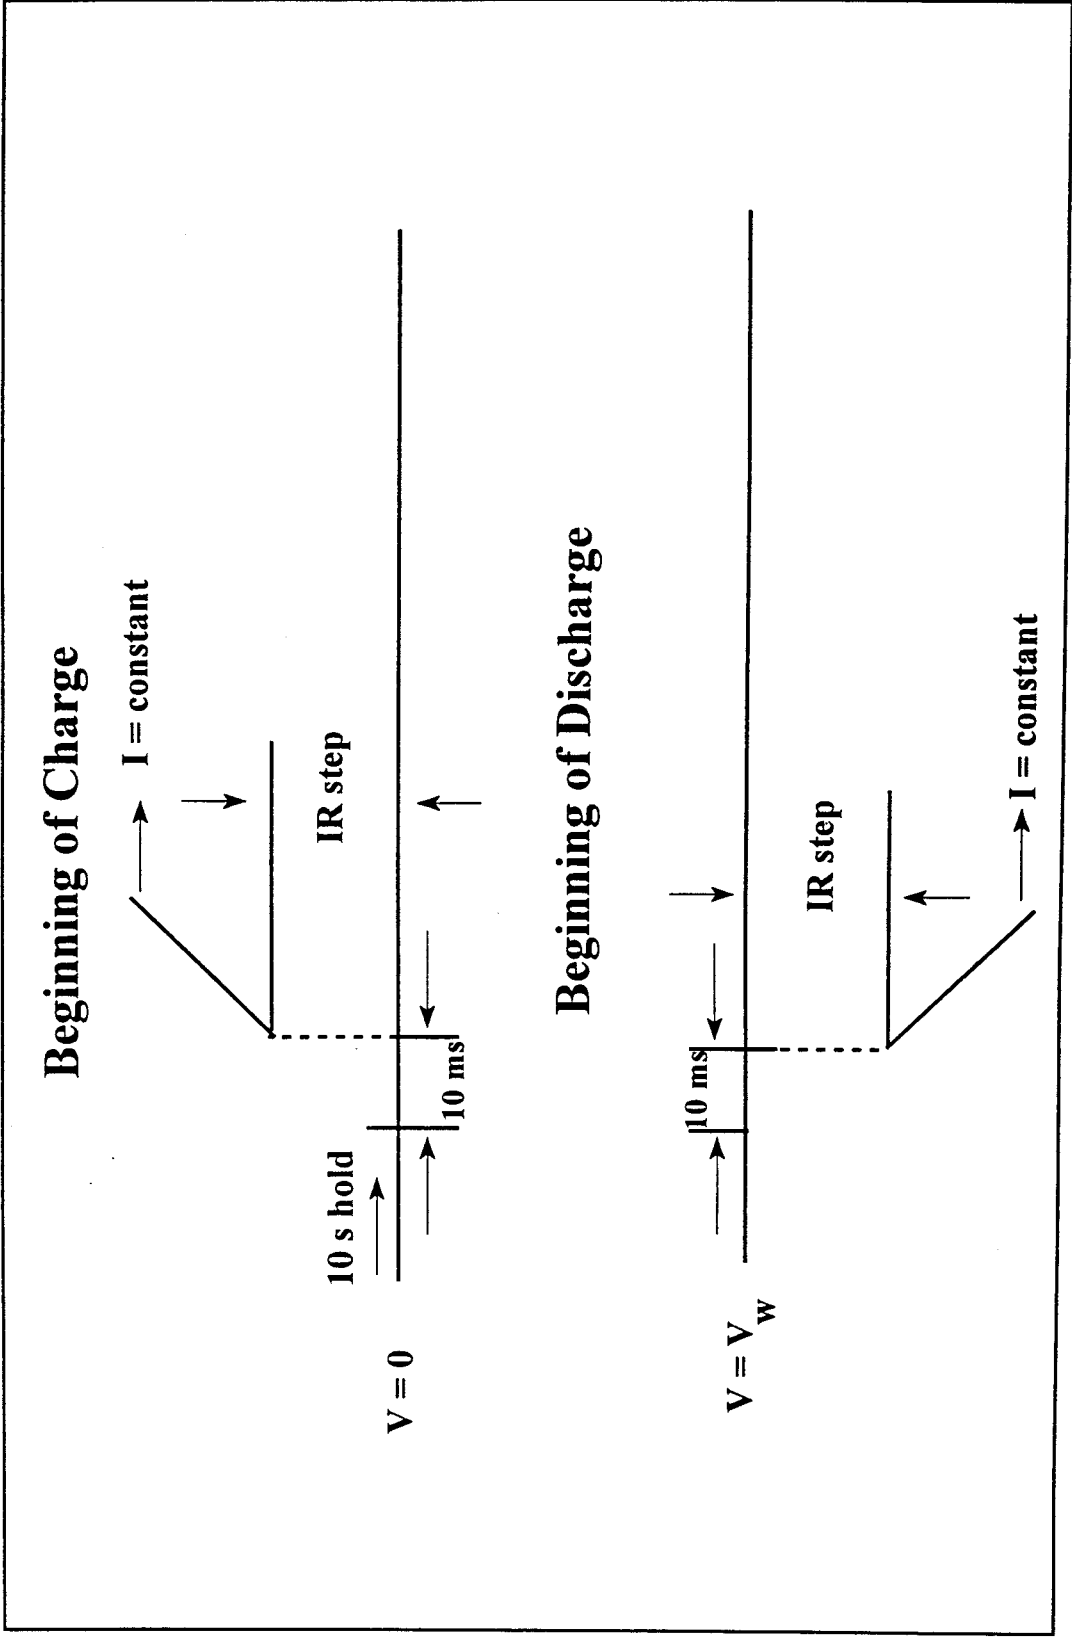 Beginning of Charge
I = constant
10 s hold
IR step
V = 0
10 ms
Beginning of Discharge
10 ms
V = Vw
IR step
I = constant